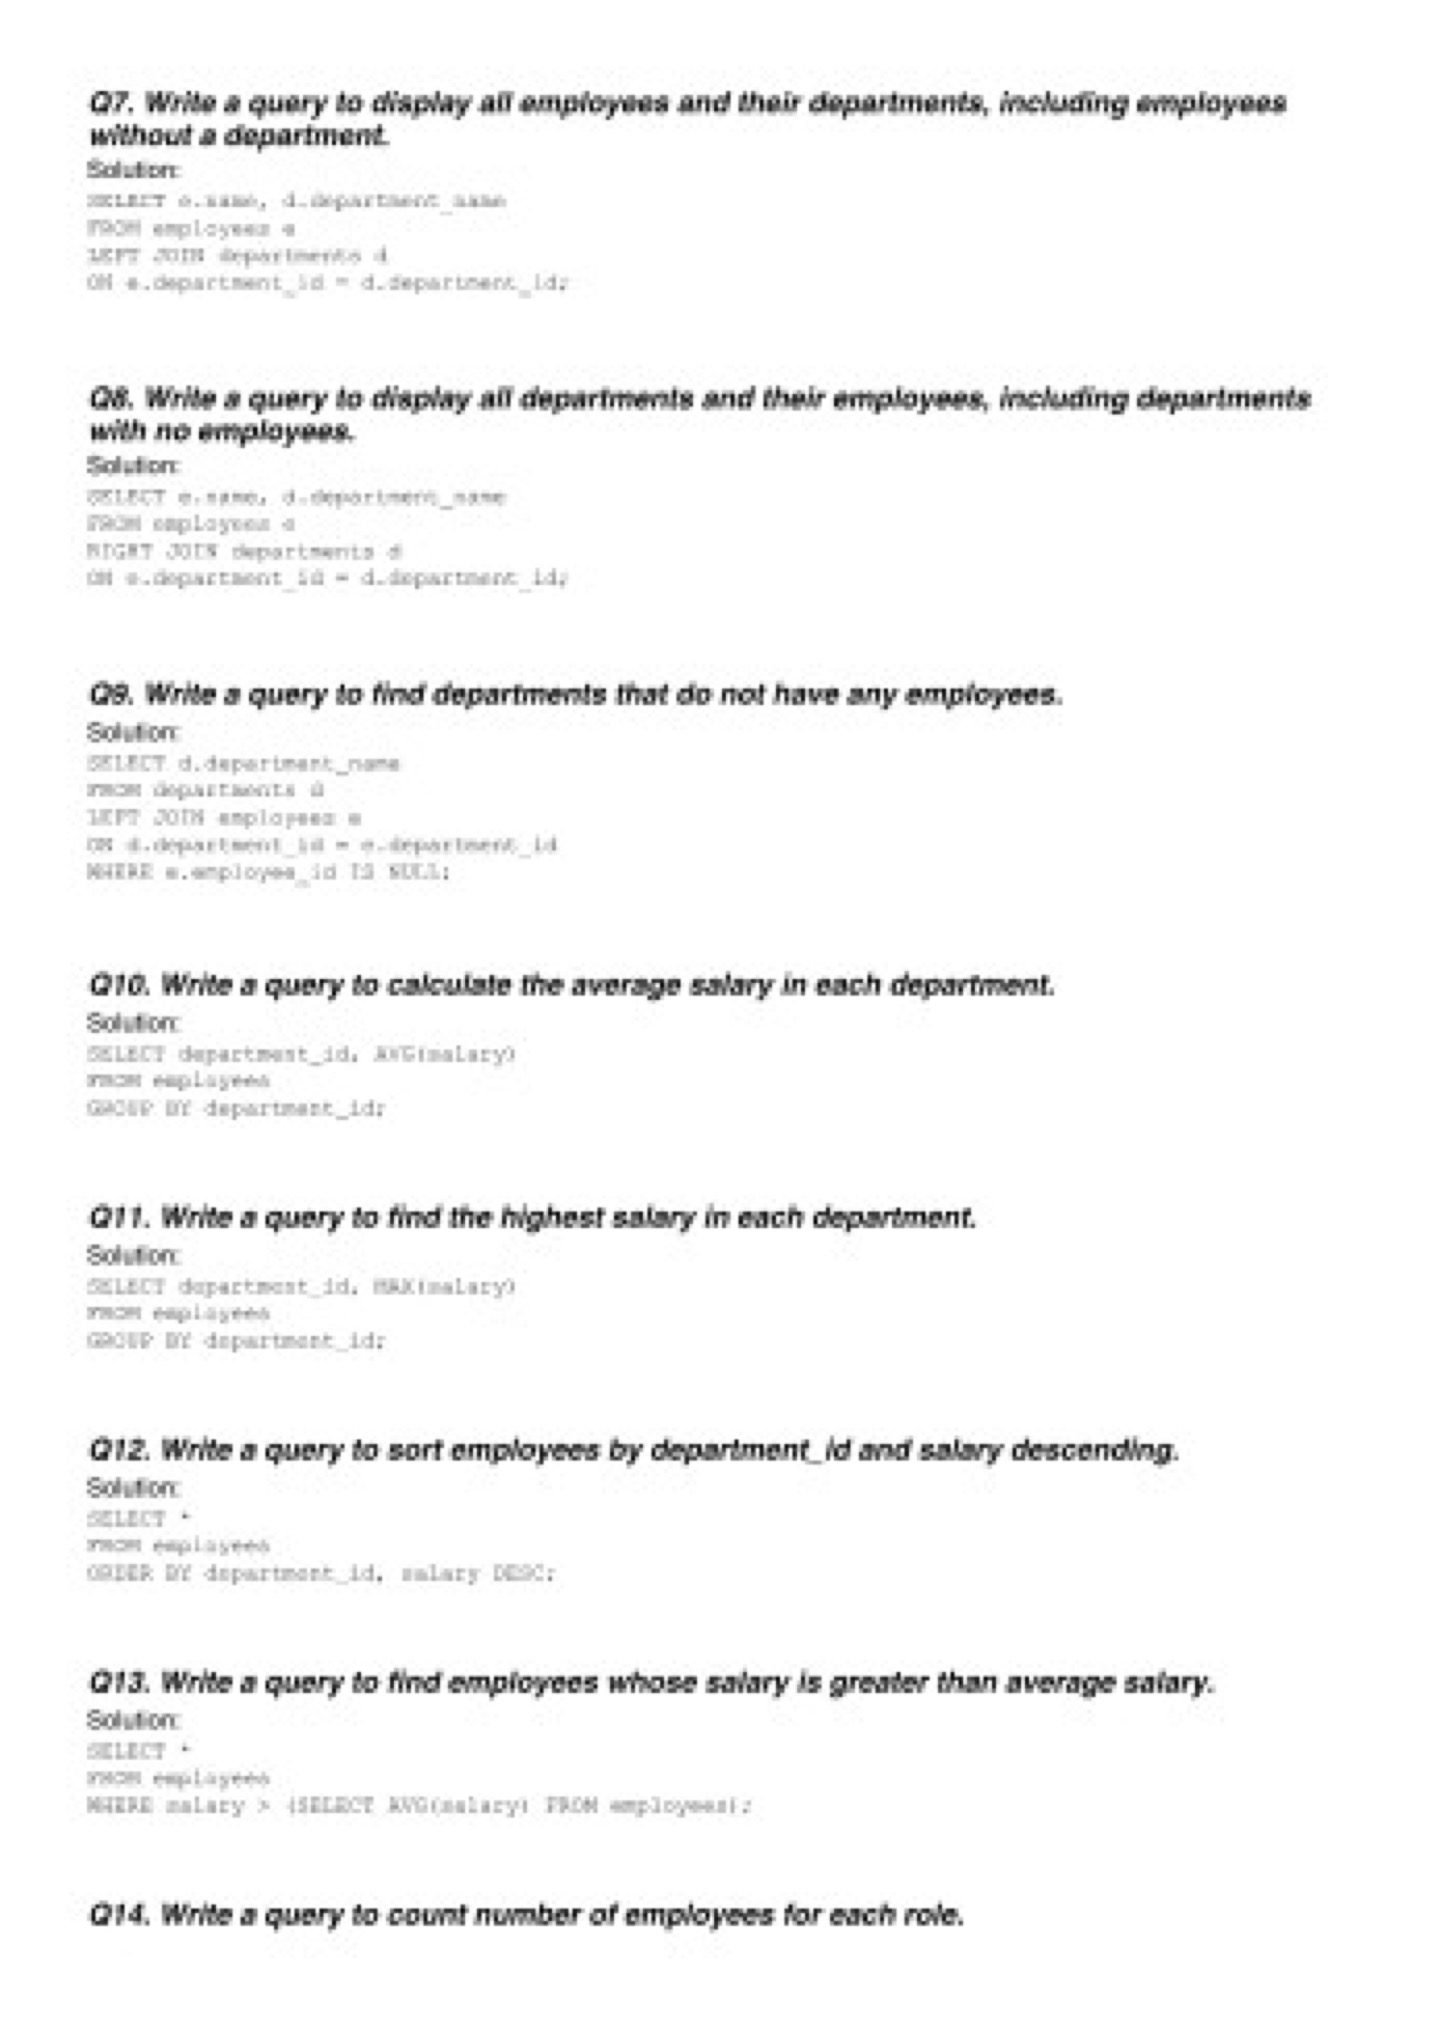 Q7. Write a query to display all employees and their departments, including employees
without a department.
Solution:
SELECT e.name, d.department_name
FROM employees e
LEFT JOIN departments d
ON e.department_id = d.department_id;
Q8. Write a query to display all departments and their employees, including departments
with no employees.
Solution:
SELECT e.name, d.department_name
FROM employees e
RIGHT JOIN departments d
ON e.department_id = d.department_id;
Q9. Write a query to find departments that do not have any employees.
Solution:
SELECT d.department_name
FROM departments d
LEFT JOIN employees e
ON d.department_id = e.department_id
WHERE e.employee_id IS NULL;
Q10. Write a query to calculate the average salary in each department.
Solution:
SELECT department_id, AVG(salary)
FROM employees
GROUP BY department_id;
Q11. Write a query to find the highest salary in each department.
Solution:
SELECT department_id, MAX(salary)
FROM employees
GROUP BY department_id;
Q12. Write a query to sort employees by department_id and salary descending.
Solution:
SELECT *
FROM employees
ORDER BY department_id, salary DESC;
Q13. Write a query to find employees whose salary is greater than average salary.
Solution:
SELECT *
FROM employees
WHERE salary > (SELECT AVG(salary) FROM employees);
Q14. Write a query to count number of employees for each role.